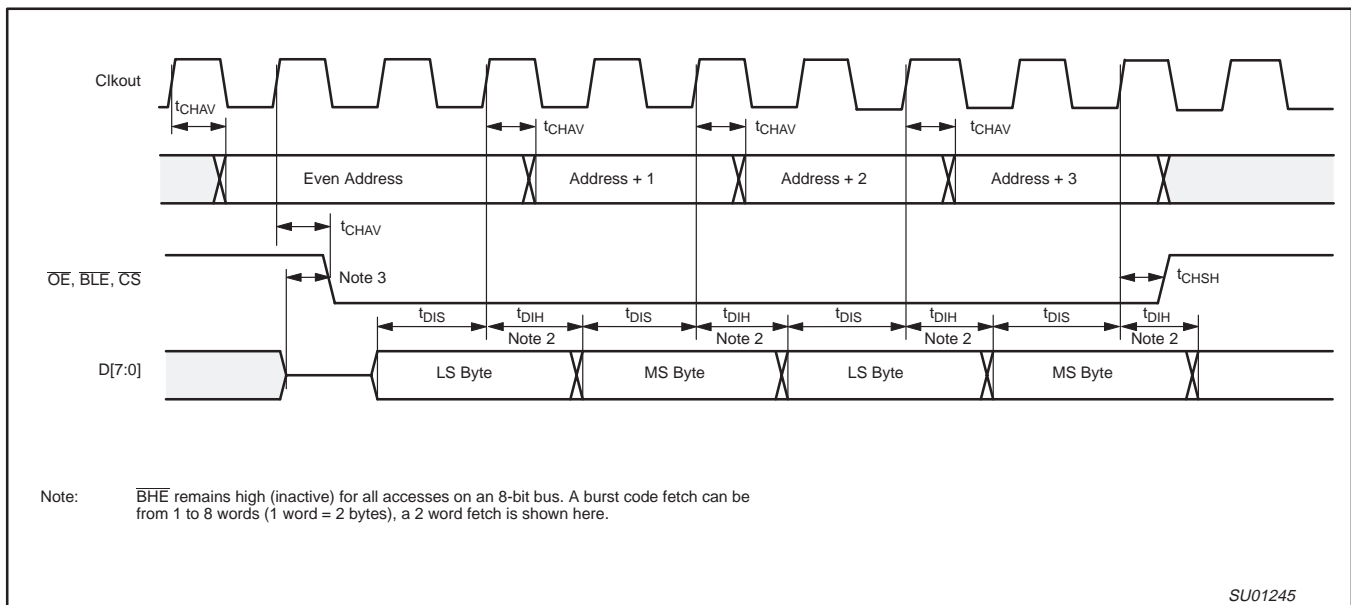 Clkout
tCHAV
tCHAV
tCHAV
tCHAV
Even Address
Address + 1
Address + 2
Address + 3
tCHAV
OE, BLE, CS
Note 3
tCHSH
tDIS
tDIH
tDIS
tDIH
tDIS
tDIH
tDIS
tDIH
Note 2
Note 2
Note 2
Note 2
D[7:0]
LS Byte
MS Byte
LS Byte
MS Byte
Note: BHE remains high (inactive) for all accesses on an 8-bit bus. A burst code fetch can be
from 1 to 8 words (1 word = 2 bytes), a 2 word fetch is shown here.
SU01245